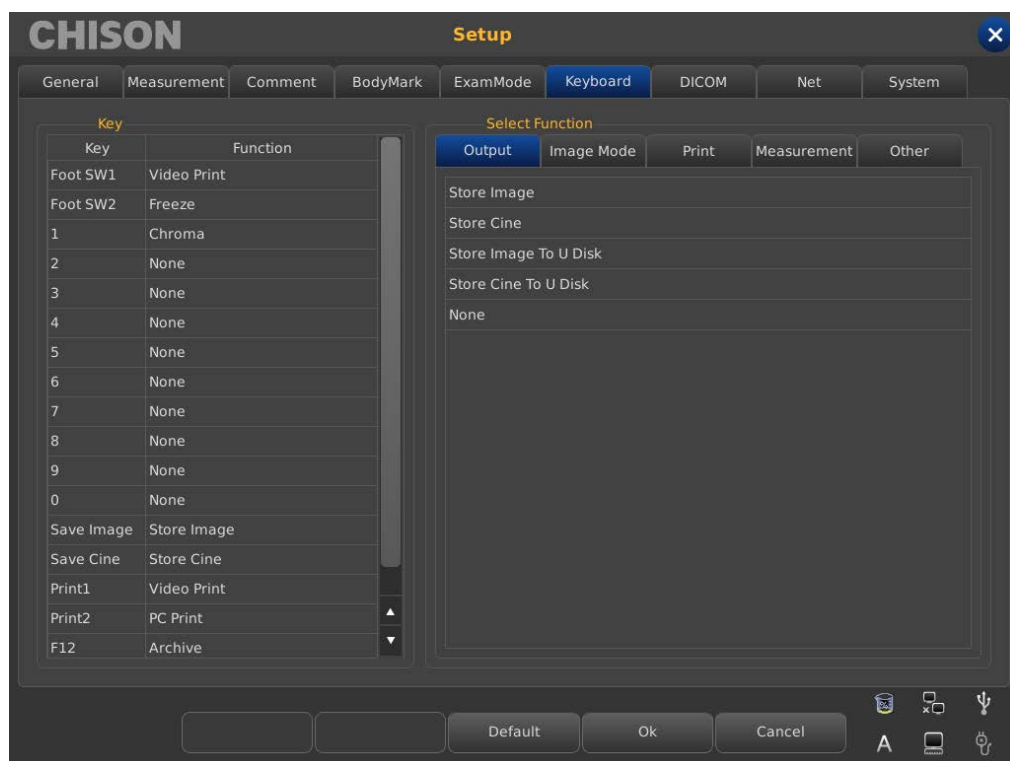 CHISON
Setup
General Measurement Comment BodyMark ExamMode Keyboard DICOM Net System
Key
Key Function
Foot SW1 Video Print
Foot SW2 Freeze
1 Chroma
2 None
3 None
4 None
5 None
6 None
7 None
8 None
9 None
0 None
Save Image Store Image
Save Cine Store Cine
Print1 Video Print
Print2 PC Print
F12 Archive
Select Function
Output Image Mode Print Measurement Other
Store Image
Store Cine
Store Image To U Disk
Store Cine To U Disk
None
Default Ok Cancel
A